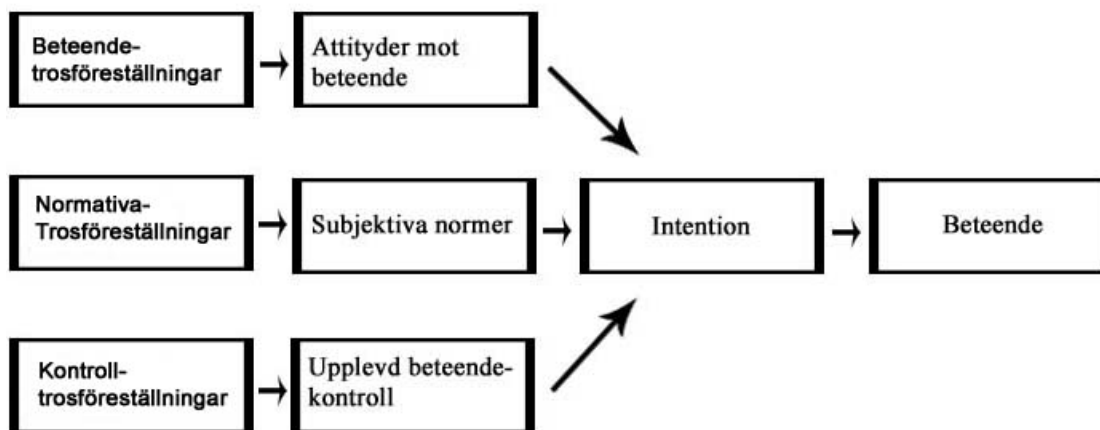 Beteende-
trosföreställningar
Attityder mot
beteende
Normativa-
Trosföreställningar
Subjektiva normer
Intention
Beteende
Kontroll-
trosföreställningar
Upplevd beteende-
kontroll